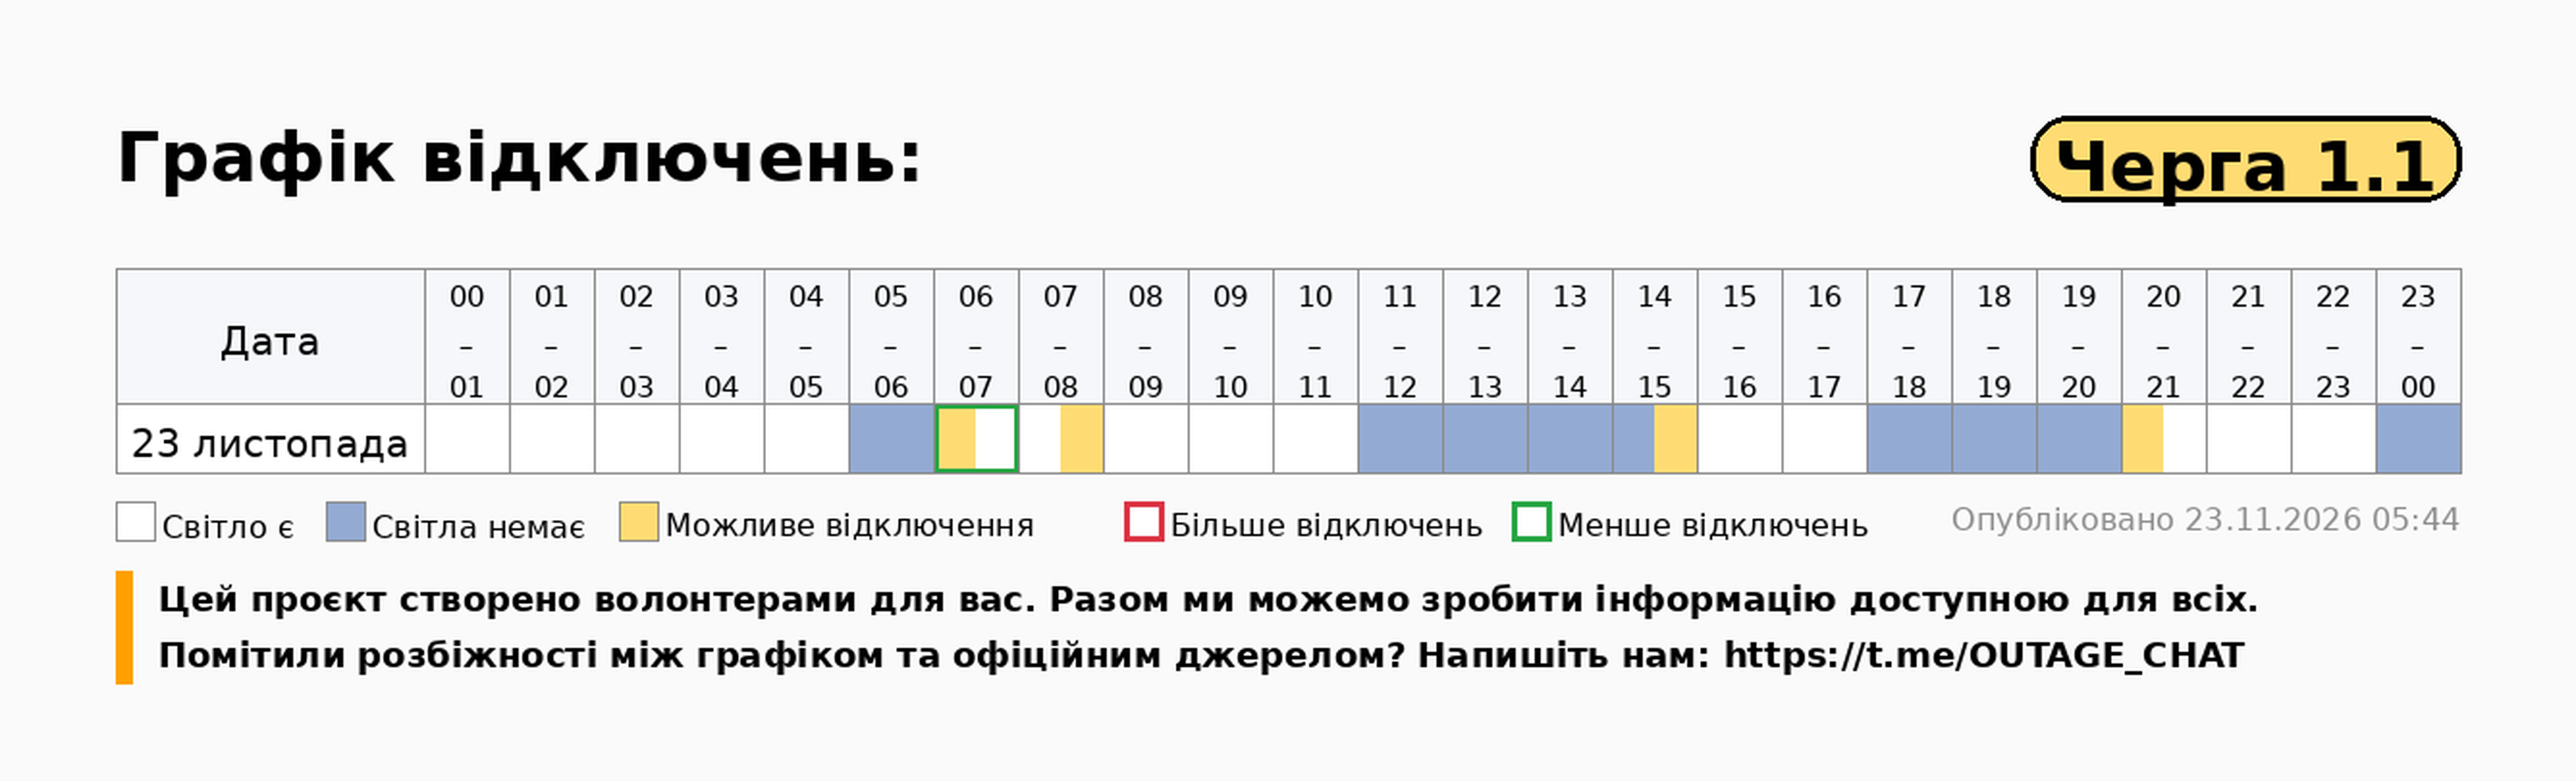 Графік відключень:
Черга 1.1
Дата
00 – 01
01 – 02
02 – 03
03 – 04
04 – 05
05 – 06
06 – 07
07 – 08
08 – 09
09 – 10
10 – 11
11 – 12
12 – 13
13 – 14
14 – 15
15 – 16
16 – 17
17 – 18
18 – 19
19 – 20
20 – 21
21 – 22
22 – 23
23 – 00
23 листопада
Світло є
Світла немає
Можливе відключення
Більше відключень
Менше відключень
Опубліковано 23.11.2026 05:44
Цей проєкт створено волонтерами для вас. Разом ми можемо зробити інформацію доступною для всіх.
Помітили розбіжності між графіком та офіційним джерелом? Напишіть нам: https://t.me/OUTAGE_CHAT